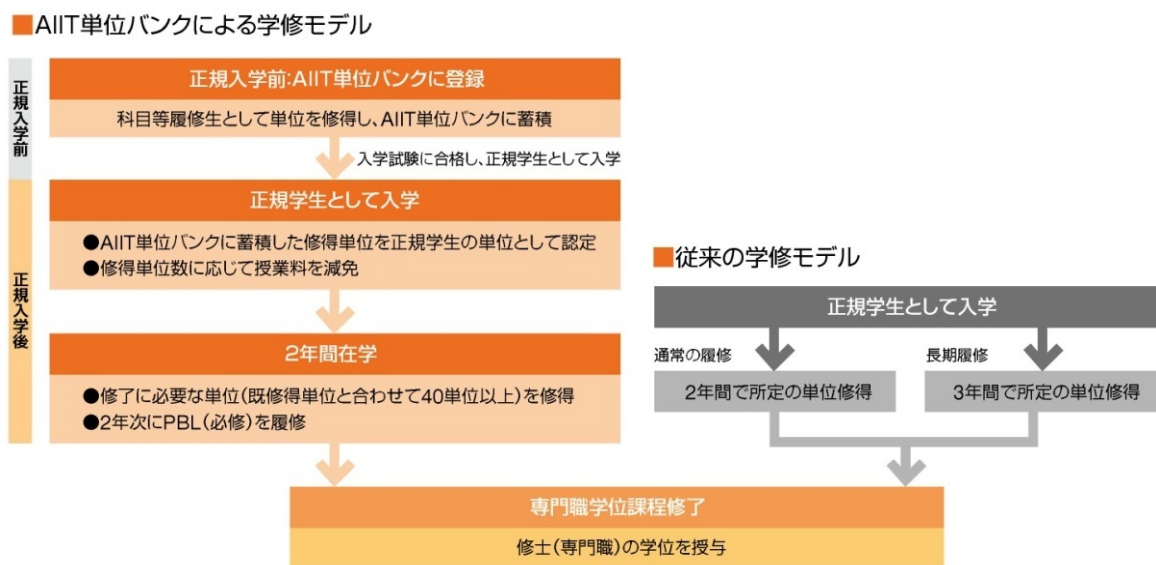 ■AIIT単位バンクによる学修モデル
正規入学前
正規入学前:AIIT単位バンクに登録
科目等履修生として単位を修得し、AIIT単位バンクに蓄積
入学試験に合格し、正規学生として入学
正規入学後
正規学生として入学
●AIIT単位バンクに蓄積した修得単位を正規学生の単位として認定
●修得単位数に応じて授業料を減免
2年間在学
●修了に必要な単位(既修得単位と合わせて40単位以上)を修得
●2年次にPBL(必修)を履修
■従来の学修モデル
正規学生として入学
通常の履修
長期履修
2年間で所定の単位修得
3年間で所定の単位修得
専門職学位課程修了
修士(専門職)の学位を授与